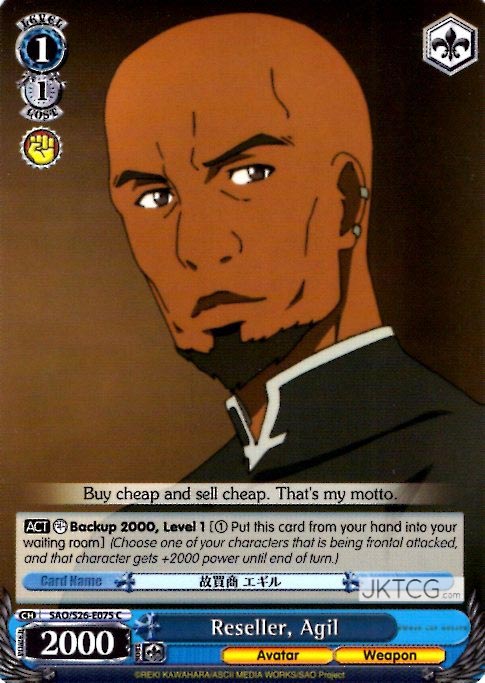 LEVEL
1
1
COST
Buy cheap and sell cheap. That's my motto.
ACT Backup 2000, Level 1 [① Put this card from your hand into your
waiting room] (Choose one of your characters that is being frontal attacked,
and that character gets +2000 power until end of turn.)
Card Name 故買商 エギル
JKTCG.com
CH SAO/S26-E075 C
Reseller, Agil
POWER 2000
Avatar Weapon
©REKI KAWAHARA/ASCII MEDIA WORKS/SAO Project